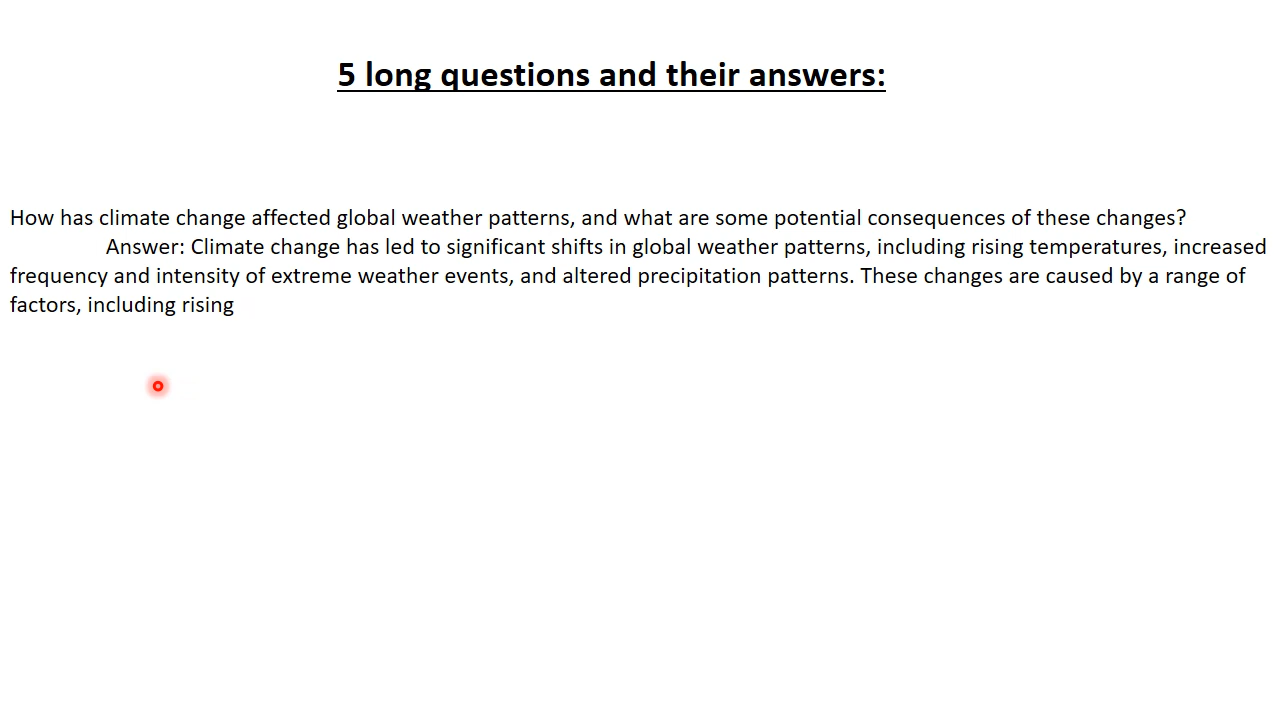 5 long questions and their answers:
How has climate change affected global weather patterns, and what are some potential consequences of these changes?
Answer: Climate change has led to significant shifts in global weather patterns, including rising temperatures, increased
frequency and intensity of extreme weather events, and altered precipitation patterns. These changes are caused by a range of
factors, including rising